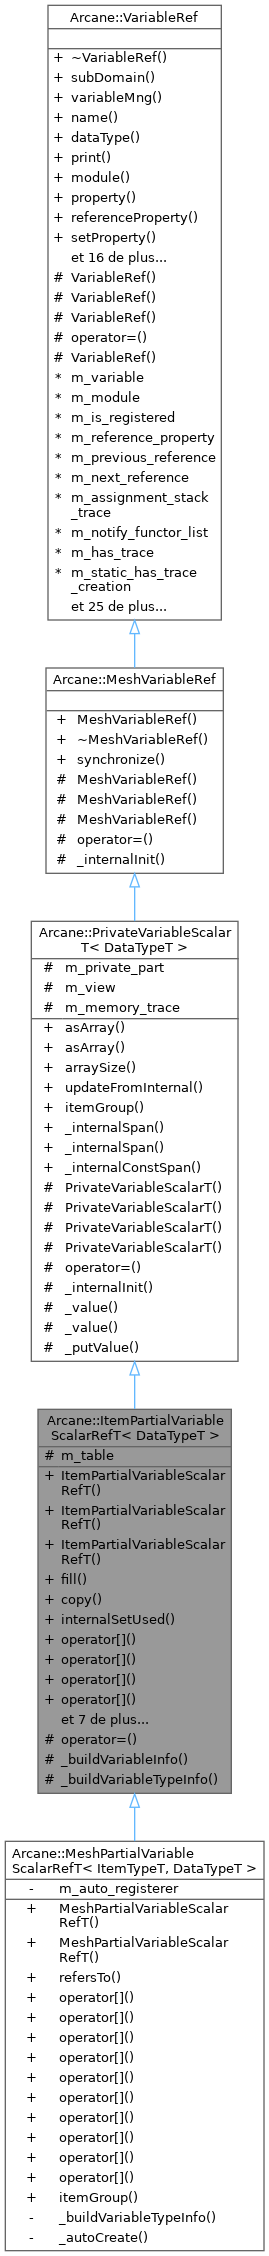 Arcane::VariableRef
+ ~VariableRef()
+ subDomain()
+ variableMng()
+ name()
+ dataType()
+ print()
+ module()
+ property()
+ referenceProperty()
+ setProperty()
et 16 de plus...
# VariableRef()
# VariableRef()
# VariableRef()
# operator=()
# VariableRef()
* m_variable
* m_module
* m_is_registered
* m_reference_property
* m_previous_reference
* m_next_reference
* m_assignment_stack
_trace
* m_notify_functor_list
* m_has_trace
* m_static_has_trace
_creation
et 25 de plus...
Arcane::MeshVariableRef
+ MeshVariableRef()
+ ~MeshVariableRef()
+ synchronize()
# MeshVariableRef()
# MeshVariableRef()
# MeshVariableRef()
# operator=()
# _internalInit()
Arcane::PrivateVariableScalar
T< DataTypeT >
# m_private_part
# m_view
# m_memory_trace
+ asArray()
+ asArray()
+ arraySize()
+ updateFromInternal()
+ itemGroup()
+ _internalSpan()
+ _internalSpan()
+ _internalConstSpan()
# PrivateVariableScalarT()
# PrivateVariableScalarT()
# PrivateVariableScalarT()
# PrivateVariableScalarT()
# operator=()
# _internalInit()
# _value()
# _value()
# _putValue()
Arcane::ItemPartialVariable
ScalarRefT< DataTypeT >
# m_table
+ ItemPartialVariableScalar
RefT()
+ ItemPartialVariableScalar
RefT()
+ ItemPartialVariableScalar
RefT()
+ fill()
+ copy()
+ internalSetUsed()
+ operator[]()
+ operator[]()
+ operator[]()
+ operator[]()
et 7 de plus...
# operator=()
# _buildVariableInfo()
# _buildVariableTypeInfo()
Arcane::MeshPartialVariable
ScalarRefT< ItemTypeT, DataTypeT >
- m_auto_registerer
+ MeshPartialVariableScalar
RefT()
+ MeshPartialVariableScalar
RefT()
+ refersTo()
+ operator[]()
+ operator[]()
+ operator[]()
+ operator[]()
+ operator[]()
+ operator[]()
+ operator[]()
+ operator[]()
+ operator[]()
+ operator[]()
+ itemGroup()
- _buildVariableTypeInfo()
- _autoCreate()